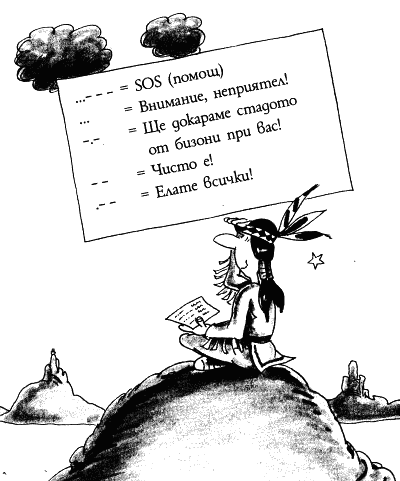 ...--- = SOS (помощ)
... = Внимание, неприятел!
-.- = Ще докараме стадото
от бизони при вас!
-- = Чисто е!
.-- = Елате всички!